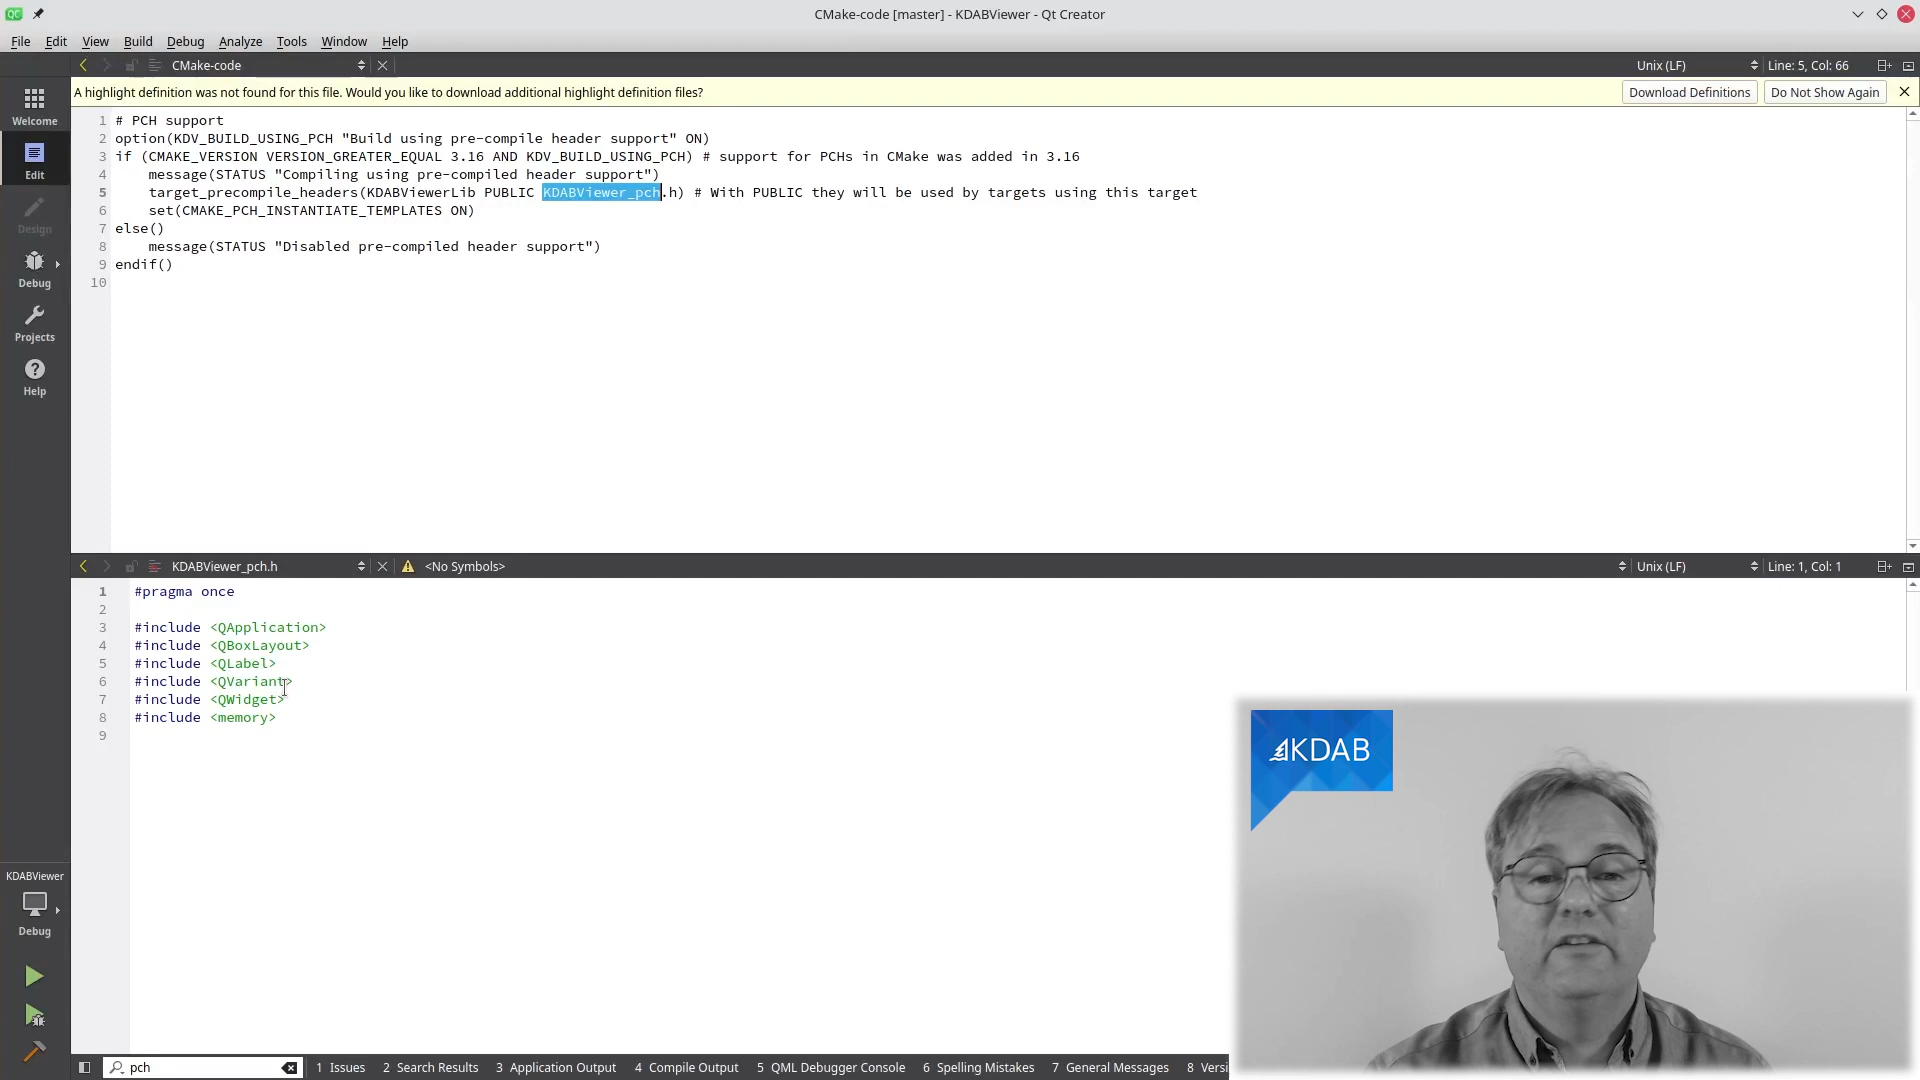 CMake-code [master] - KDABViewer - Qt Creator
File Edit View Build Debug Analyze Tools Window Help
CMake-code Unix (LF) Line: 5, Col: 66
A highlight definition was not found for this file. Would you like to download additional highlight definition files? Download Definitions Do Not Show Again
Welcome
Edit
Design
Debug
Projects
Help
1 # PCH support
2 option(KDV_BUILD_USING_PCH "Build using pre-compile header support" ON)
3 if (CMAKE_VERSION VERSION_GREATER_EQUAL 3.16 AND KDV_BUILD_USING_PCH) # support for PCHs in CMake was added in 3.16
4 message(STATUS "Compiling using pre-compiled header support")
5 target_precompile_headers(KDABViewerLib PUBLIC KDABViewer_pch.h) # With PUBLIC they will be used by targets using this target
6 set(CMAKE_PCH_INSTANTIATE_TEMPLATES ON)
7 else()
8 message(STATUS "Disabled pre-compiled header support")
9 endif()
10
KDABViewer_pch.h <No Symbols> Unix (LF) Line: 1, Col: 1
1 #pragma once
2
3 #include <QApplication>
4 #include <QBoxLayout>
5 #include <QLabel>
6 #include <QVariant>
7 #include <QWidget>
8 #include <memory>
9
KDAB
KDABViewer
Debug
pch 1 Issues 2 Search Results 3 Application Output 4 Compile Output 5 QML Debugger Console 6 Spelling Mistakes 7 General Messages 8 Versi